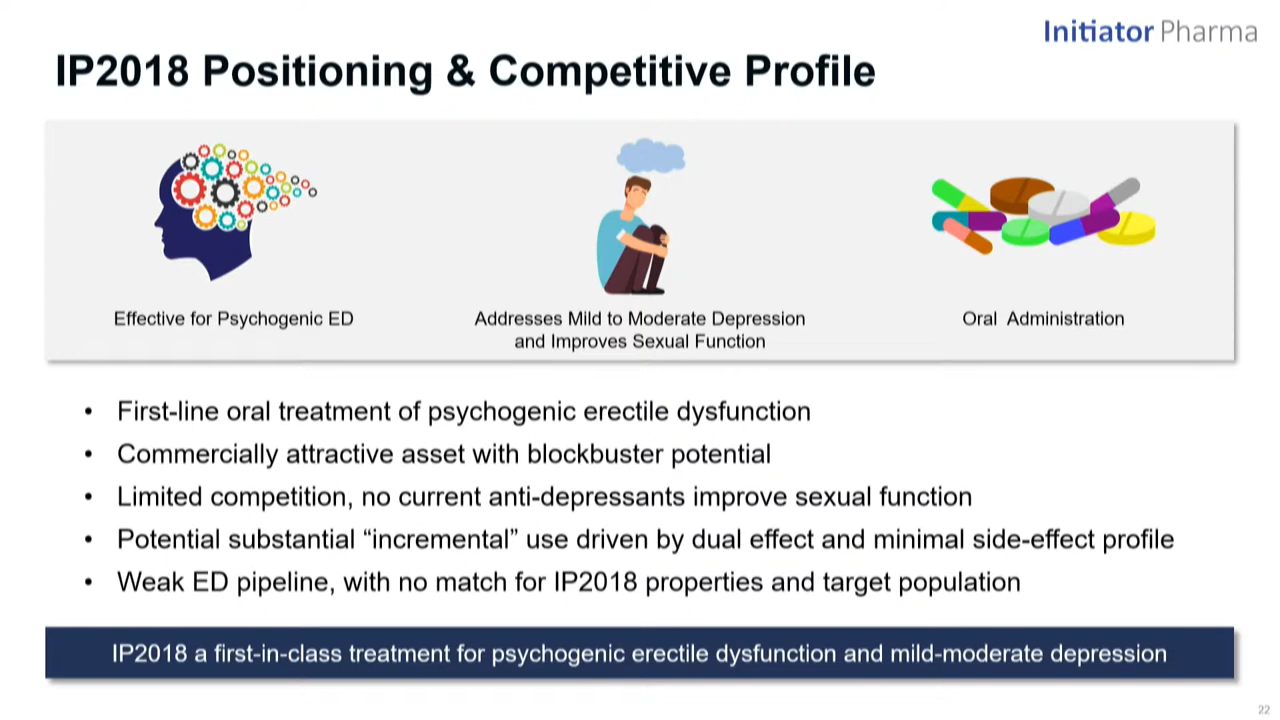 Initiator Pharma
IP2018 Positioning & Competitive Profile
Effective for Psychogenic ED
Addresses Mild to Moderate Depression
and Improves Sexual Function
Oral Administration
• First-line oral treatment of psychogenic erectile dysfunction
• Commercially attractive asset with blockbuster potential
• Limited competition, no current anti-depressants improve sexual function
• Potential substantial “incremental” use driven by dual effect and minimal side-effect profile
• Weak ED pipeline, with no match for IP2018 properties and target population
IP2018 a first-in-class treatment for psychogenic erectile dysfunction and mild-moderate depression
22